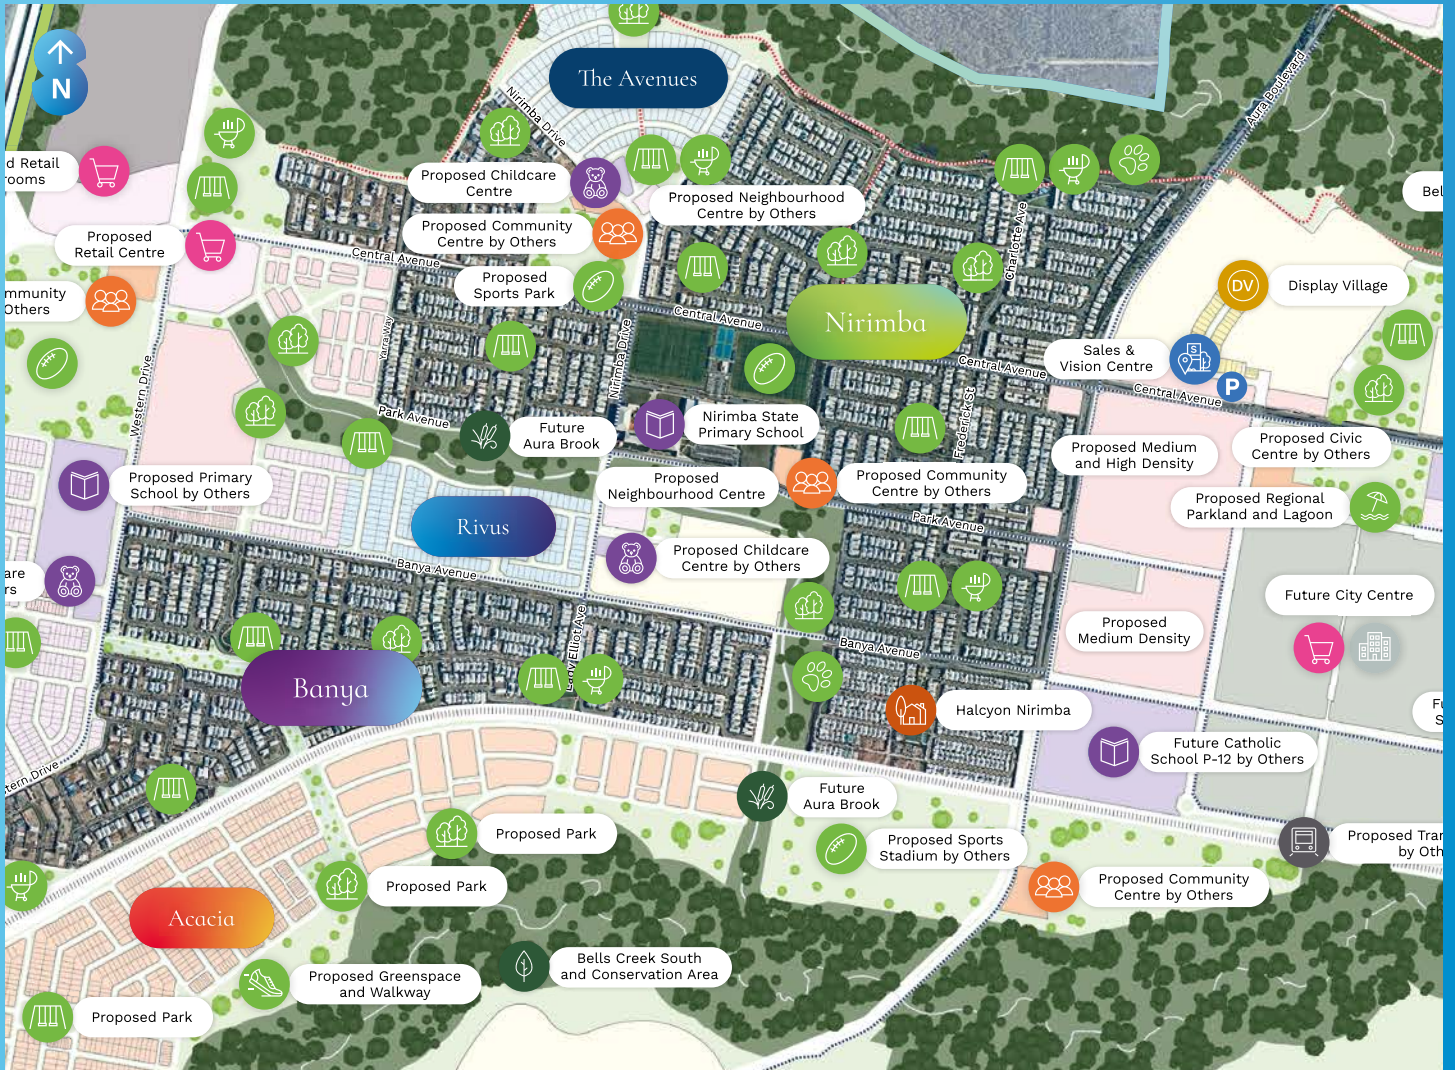 N
The Avenues
Nirimba Drive
Aura Boulevard
d Retail
rooms
Proposed Childcare
Centre
Proposed Neighbourhood
Centre by Others
Bel
Proposed
Retail Centre
Proposed Community
Centre by Others
Central Avenue
Charlotte Ave
mmunity
Others
Proposed
Sports Park
DV
Display Village
Central Avenue
Nirimba
Yarra Way
Nirimba Drive
Sales &
Vision Centre
S
P
Central Avenue
Central Avenue
Western Drive
Park Avenue
Future
Aura Brook
Nirimba State
Primary School
Frederick St
Proposed Medium
and High Density
Proposed Civic
Centre by Others
Proposed Primary
School by Others
Proposed
Neighbourhood Centre
Proposed Community
Centre by Others
Proposed Regional
Parkland and Lagoon
Rivus
Park Avenue
Banya Avenue
Proposed Childcare
Centre by Others
are
rs
Future City Centre
Lady Elliot Ave
Banya Avenue
Proposed
Medium Density
Banya
Halcyon Nirimba
Fu
S
Future Catholic
School P-12 by Others
tern Drive
Future
Aura Brook
Proposed Park
Proposed Sports
Stadium by Others
Proposed Tran
by Oth
Proposed Park
Proposed Community
Centre by Others
Acacia
Bells Creek South
and Conservation Area
Proposed Greenspace
and Walkway
Proposed Park